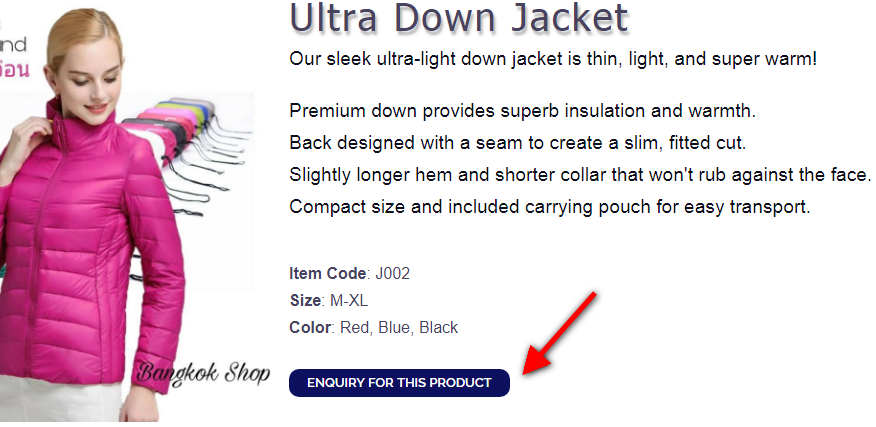 Ultra Down Jacket
nd
อ่อน
Our sleek ultra-light down jacket is thin, light, and super warm!
Premium down provides superb insulation and warmth.
Back designed with a seam to create a slim, fitted cut.
Slightly longer hem and shorter collar that won't rub against the face.
Compact size and included carrying pouch for easy transport.
Item Code: J002
Size: M-XL
Color: Red, Blue, Black
Bangkok Shop
ENQUIRY FOR THIS PRODUCT